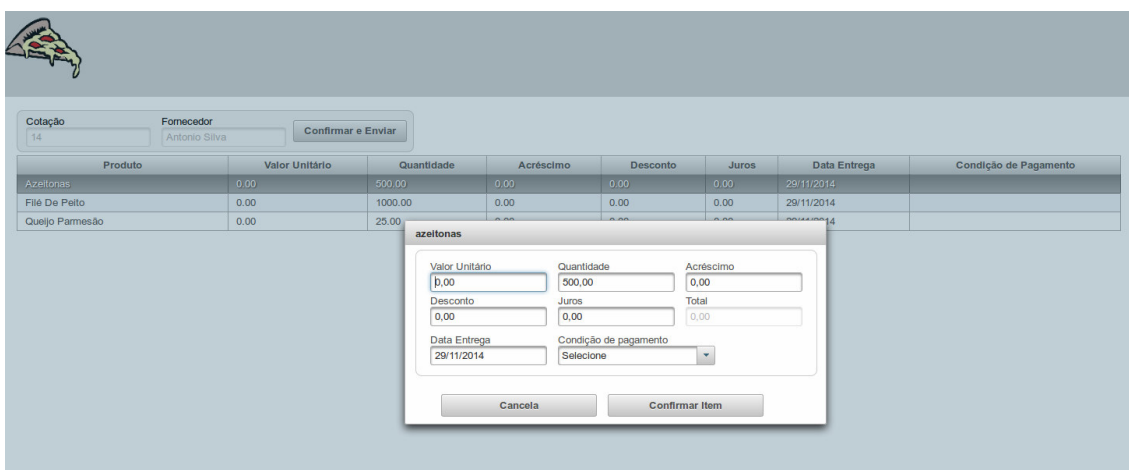 Cotação Fornecedor
14 Antonio Silva Confirmar e Enviar
Produto Valor Unitário Quantidade Acréscimo Desconto Juros Data Entrega Condição de Pagamento
Azeitonas 0.00 500.00 0.00 0.00 0.00 29/11/2014
Filé De Peito 0.00 1000.00 0.00 0.00 0.00 29/11/2014
Queijo Parmesão 0.00 25.00
azeitonas
Valor Unitário Quantidade Acréscimo
0,00 500,00 0,00
Desconto Juros Total
0,00 0,00 0,00
Data Entrega Condição de pagamento
29/11/2014 Selecione
Cancela Confirmar Item